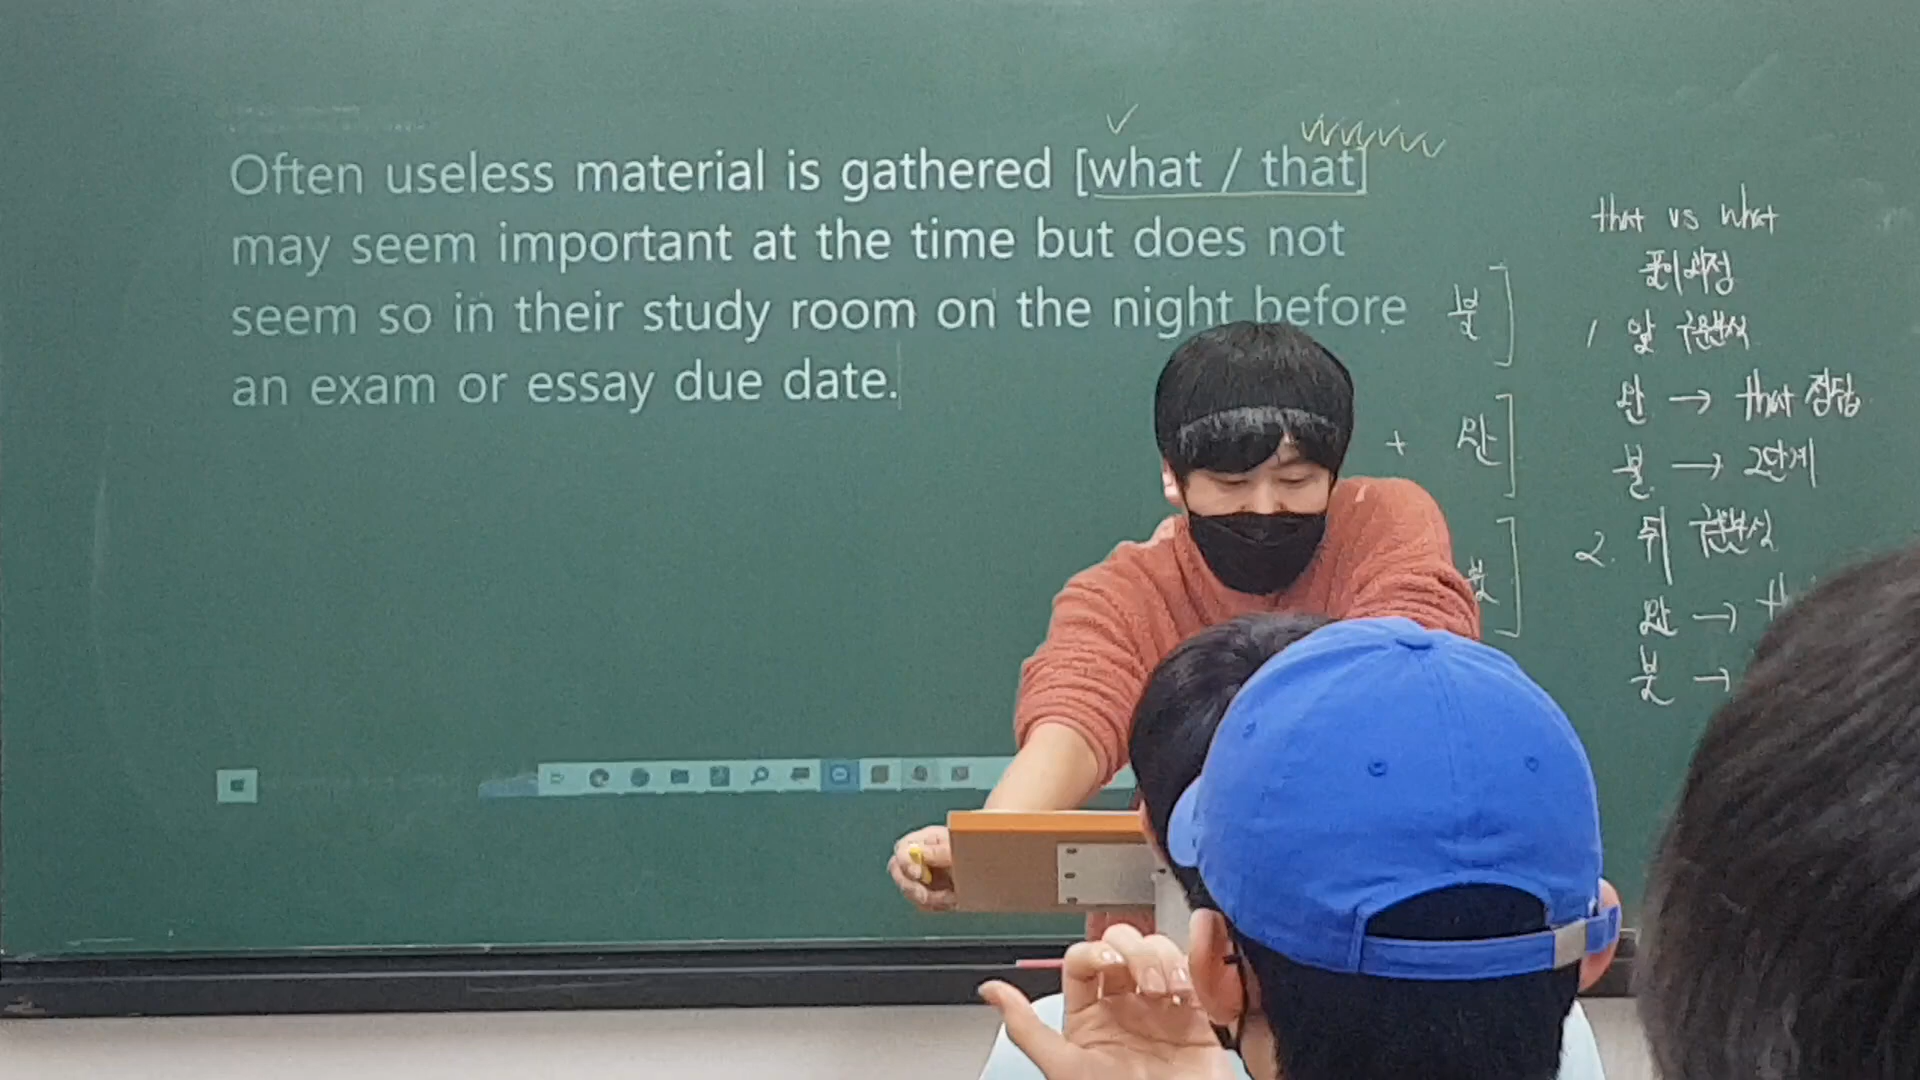 Often useless material is gathered [what / that]
may seem important at the time but does not
seem so in their study room on the night before
an exam or essay due date.
불
+ 완
불
that vs what
풀이과정
1 앞 구문분석
완 → that 정답
불 → 2단계
2. 뒤 구문분석
완 →
불 →